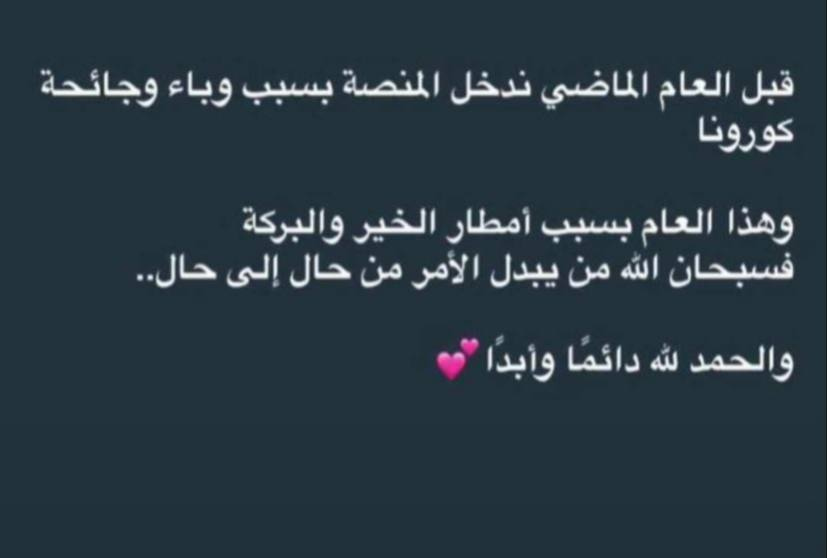 قبل العام الماضي ندخل المنصة بسبب وباء وجائحة
كورونا
وهذا العام بسبب أمطار الخير والبركة
فسبحان الله من يبدل الأمر من حال إلى حال..
والحمد لله دائمًا وأبدًا 💕